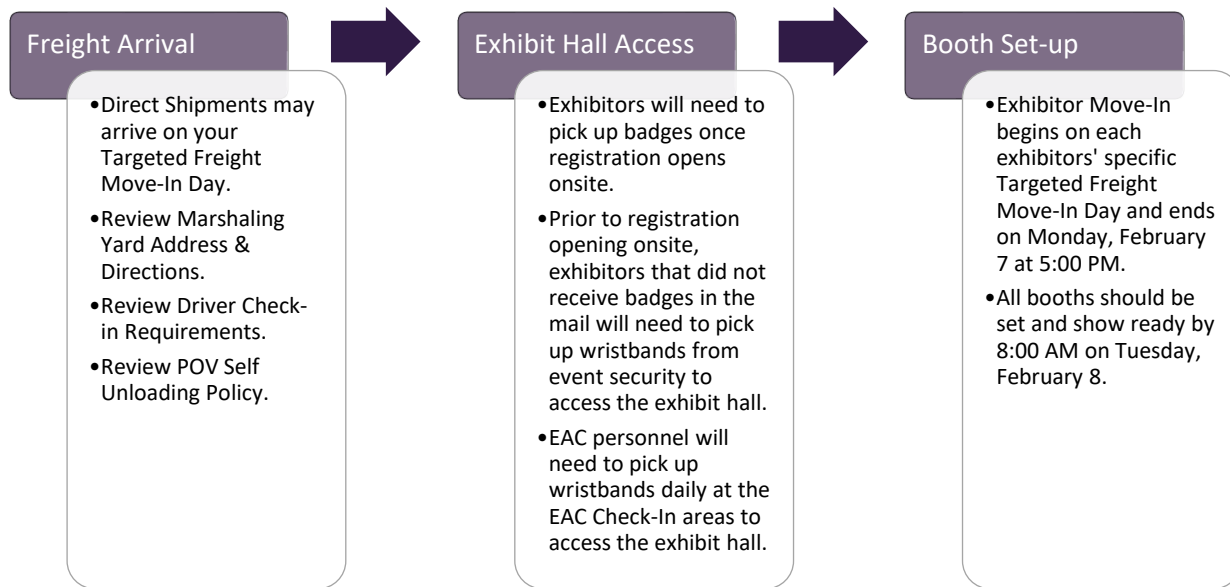 Freight Arrival
•Direct Shipments may
arrive on your
Targeted Freight
Move-In Day.
•Review Marshaling
Yard Address &
Directions.
•Review Driver Check-
in Requirements.
•Review POV Self
Unloading Policy.
Exhibit Hall Access
•Exhibitors will need to
pick up badges once
registration opens
onsite.
•Prior to registration
opening onsite,
exhibitors that did not
receive badges in the
mail will need to pick
up wristbands from
event security to
access the exhibit hall.
•EAC personnel will
need to pick up
wristbands daily at the
EAC Check-In areas to
access the exhibit hall.
Booth Set-up
•Exhibitor Move-In
begins on each
exhibitors' specific
Targeted Freight
Move-In Day and ends
on Monday, February
7 at 5:00 PM.
•All booths should be
set and show ready by
8:00 AM on Tuesday,
February 8.